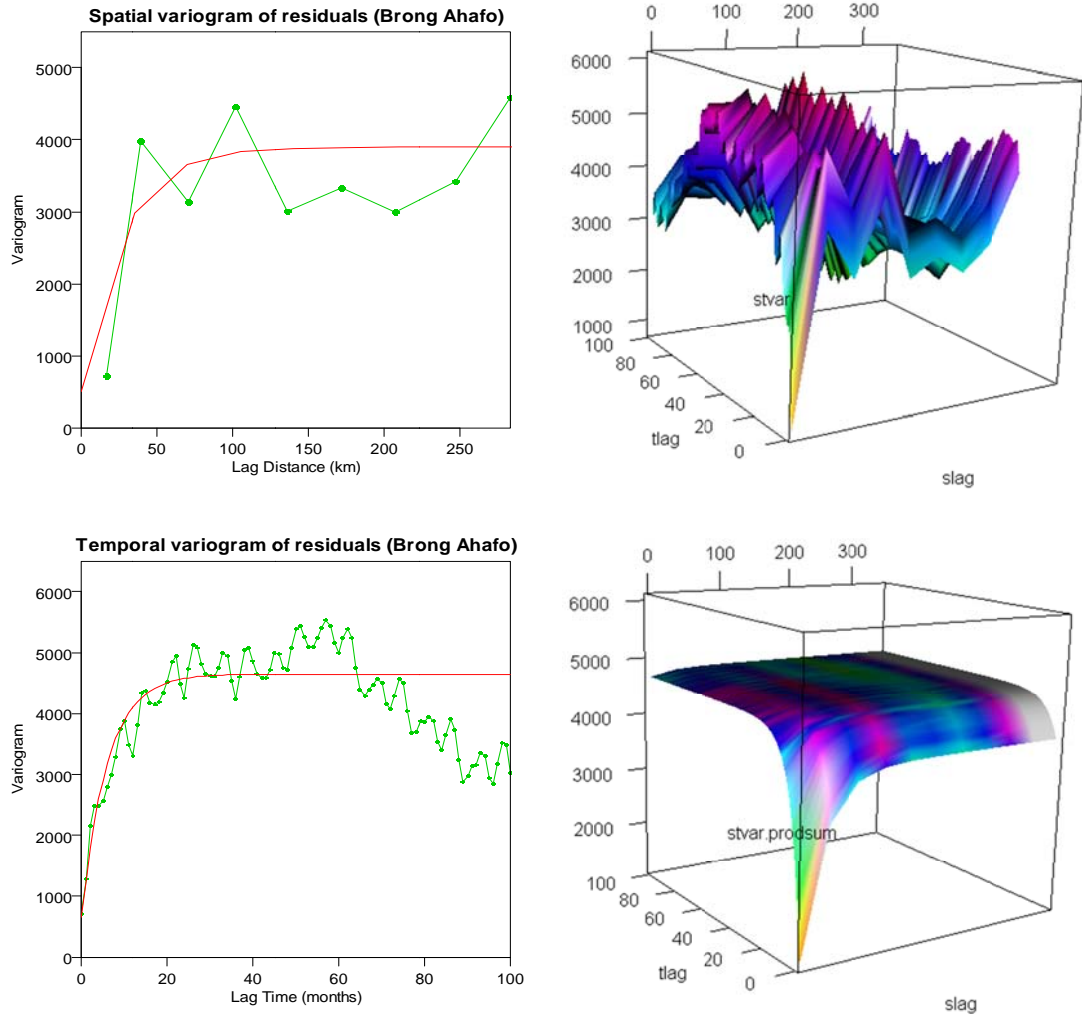 Spatial variogram of residuals (Brong Ahafo)
5000
4000
3000
2000
1000
0
Variogram
0 50 100 150 200 250
Lag Distance (km)
0 100 200 300
6000
5000
4000
3000
2000
1000
stvar
100
80
60
40
20
0
tlag
slag
Temporal variogram of residuals (Brong Ahafo)
6000
5000
4000
3000
2000
1000
0
Variogram
0 20 40 60 80 100
Lag Time (months)
0 100 200 300
6000
5000
4000
3000
2000
1000
stvar.prodsum
100
80
60
40
20
0
tlag
slag